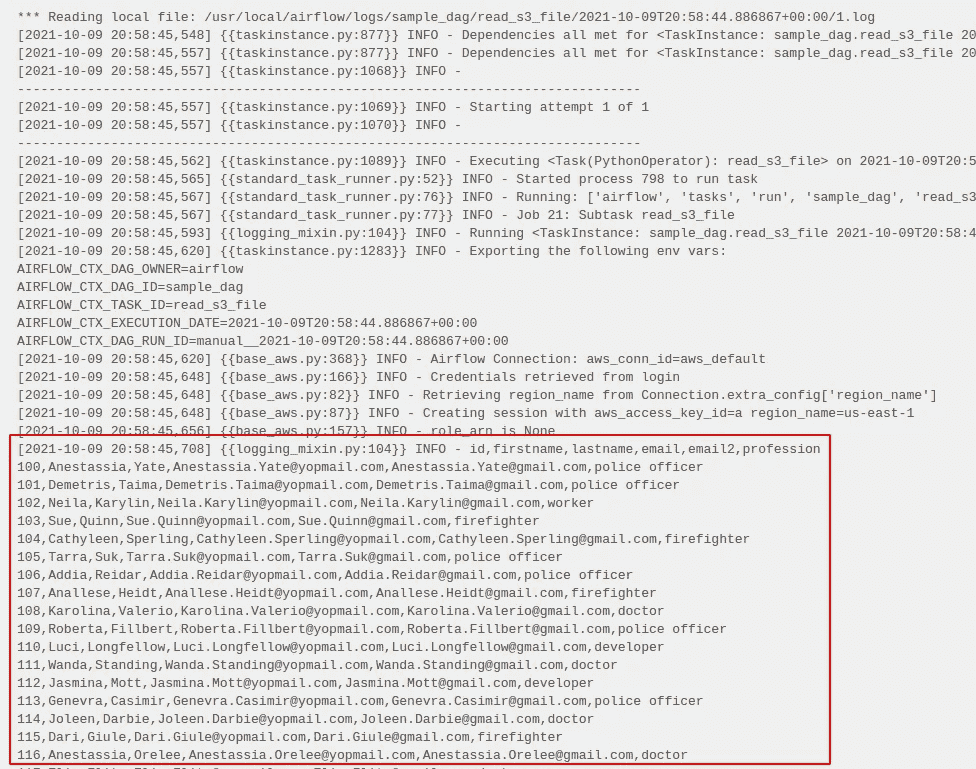 *** Reading local file: /usr/local/airflow/logs/sample_dag/read_s3_file/2021-10-09T20:58:44.886867+00:00/1.log
[2021-10-09 20:58:45,548] {{taskinstance.py:877}} INFO - Dependencies all met for <TaskInstance: sample_dag.read_s3_file 20
[2021-10-09 20:58:45,557] {{taskinstance.py:877}} INFO - Dependencies all met for <TaskInstance: sample_dag.read_s3_file 20
[2021-10-09 20:58:45,557] {{taskinstance.py:1068}} INFO -
--------------------------------------------------------------------------------
[2021-10-09 20:58:45,557] {{taskinstance.py:1069}} INFO - Starting attempt 1 of 1
[2021-10-09 20:58:45,557] {{taskinstance.py:1070}} INFO -
--------------------------------------------------------------------------------
[2021-10-09 20:58:45,562] {{taskinstance.py:1089}} INFO - Executing <Task(PythonOperator): read_s3_file> on 2021-10-09T20:5
[2021-10-09 20:58:45,565] {{standard_task_runner.py:52}} INFO - Started process 798 to run task
[2021-10-09 20:58:45,567] {{standard_task_runner.py:76}} INFO - Running: ['airflow', 'tasks', 'run', 'sample_dag', 'read_s3
[2021-10-09 20:58:45,567] {{standard_task_runner.py:77}} INFO - Job 21: Subtask read_s3_file
[2021-10-09 20:58:45,593] {{logging_mixin.py:104}} INFO - Running <TaskInstance: sample_dag.read_s3_file 2021-10-09T20:58:4
[2021-10-09 20:58:45,620] {{taskinstance.py:1283}} INFO - Exporting the following env vars:
AIRFLOW_CTX_DAG_OWNER=airflow
AIRFLOW_CTX_DAG_ID=sample_dag
AIRFLOW_CTX_TASK_ID=read_s3_file
AIRFLOW_CTX_EXECUTION_DATE=2021-10-09T20:58:44.886867+00:00
AIRFLOW_CTX_DAG_RUN_ID=manual__2021-10-09T20:58:44.886867+00:00
[2021-10-09 20:58:45,620] {{base_aws.py:368}} INFO - Airflow Connection: aws_conn_id=aws_default
[2021-10-09 20:58:45,648] {{base_aws.py:166}} INFO - Credentials retrieved from login
[2021-10-09 20:58:45,648] {{base_aws.py:82}} INFO - Retrieving region_name from Connection.extra_config['region_name']
[2021-10-09 20:58:45,648] {{base_aws.py:87}} INFO - Creating session with aws_access_key_id=a region_name=us-east-1
[2021-10-09 20:58:45,656] {{base_aws.py:157}} INFO - role_arn is None
[2021-10-09 20:58:45,708] {{logging_mixin.py:104}} INFO - id,firstname,lastname,email,email2,profession
100,Anestassia,Yate,Anestassia.Yate@yopmail.com,Anestassia.Yate@gmail.com,police officer
101,Demetris,Taima,Demetris.Taima@yopmail.com,Demetris.Taima@gmail.com,police officer
102,Neila,Karylin,Neila.Karylin@yopmail.com,Neila.Karylin@gmail.com,worker
103,Sue,Quinn,Sue.Quinn@yopmail.com,Sue.Quinn@gmail.com,firefighter
104,Cathyleen,Sperling,Cathyleen.Sperling@yopmail.com,Cathyleen.Sperling@gmail.com,firefighter
105,Tarra,Suk,Tarra.Suk@yopmail.com,Tarra.Suk@gmail.com,police officer
106,Addia,Reidar,Addia.Reidar@yopmail.com,Addia.Reidar@gmail.com,police officer
107,Anallese,Heidt,Anallese.Heidt@yopmail.com,Anallese.Heidt@gmail.com,firefighter
108,Karolina,Valerio,Karolina.Valerio@yopmail.com,Karolina.Valerio@gmail.com,doctor
109,Roberta,Fillbert,Roberta.Fillbert@yopmail.com,Roberta.Fillbert@gmail.com,police officer
110,Luci,Longfellow,Luci.Longfellow@yopmail.com,Luci.Longfellow@gmail.com,developer
111,Wanda,Standing,Wanda.Standing@yopmail.com,Wanda.Standing@gmail.com,doctor
112,Jasmina,Mott,Jasmina.Mott@yopmail.com,Jasmina.Mott@gmail.com,developer
113,Genevra,Casimir,Genevra.Casimir@yopmail.com,Genevra.Casimir@gmail.com,police officer
114,Joleen,Darbie,Joleen.Darbie@yopmail.com,Joleen.Darbie@gmail.com,doctor
115,Dari,Giule,Dari.Giule@yopmail.com,Dari.Giule@gmail.com,firefighter
116,Anestassia,Orelee,Anestassia.Orelee@yopmail.com,Anestassia.Orelee@gmail.com,doctor